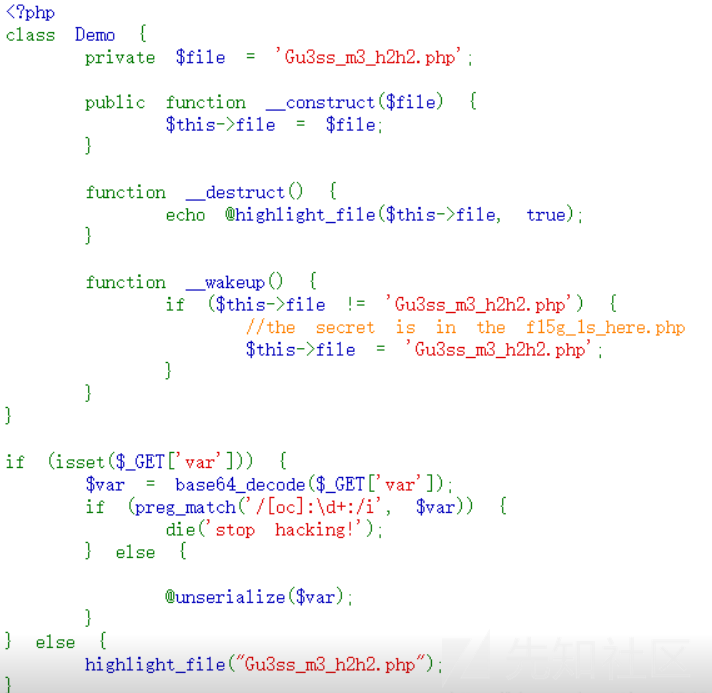 <?php
class Demo {
private $file = 'Gu3ss_m3_h2h2.php';
public function __construct($file) {
$this->file = $file;
}
function __destruct() {
echo @highlight_file($this->file, true);
}
function __wakeup() {
if ($this->file != 'Gu3ss_m3_h2h2.php') {
//the secret is in the f15g_1s_here.php
$this->file = 'Gu3ss_m3_h2h2.php';
}
}
}
if (isset($_GET['var'])) {
$var = base64_decode($_GET['var']);
if (preg_match('/[oc]:\d+:/i', $var)) {
die('stop hacking!');
} else {
@unserialize($var);
}
} else {
highlight_file("Gu3ss_m3_h2h2.php");
}
先知社区